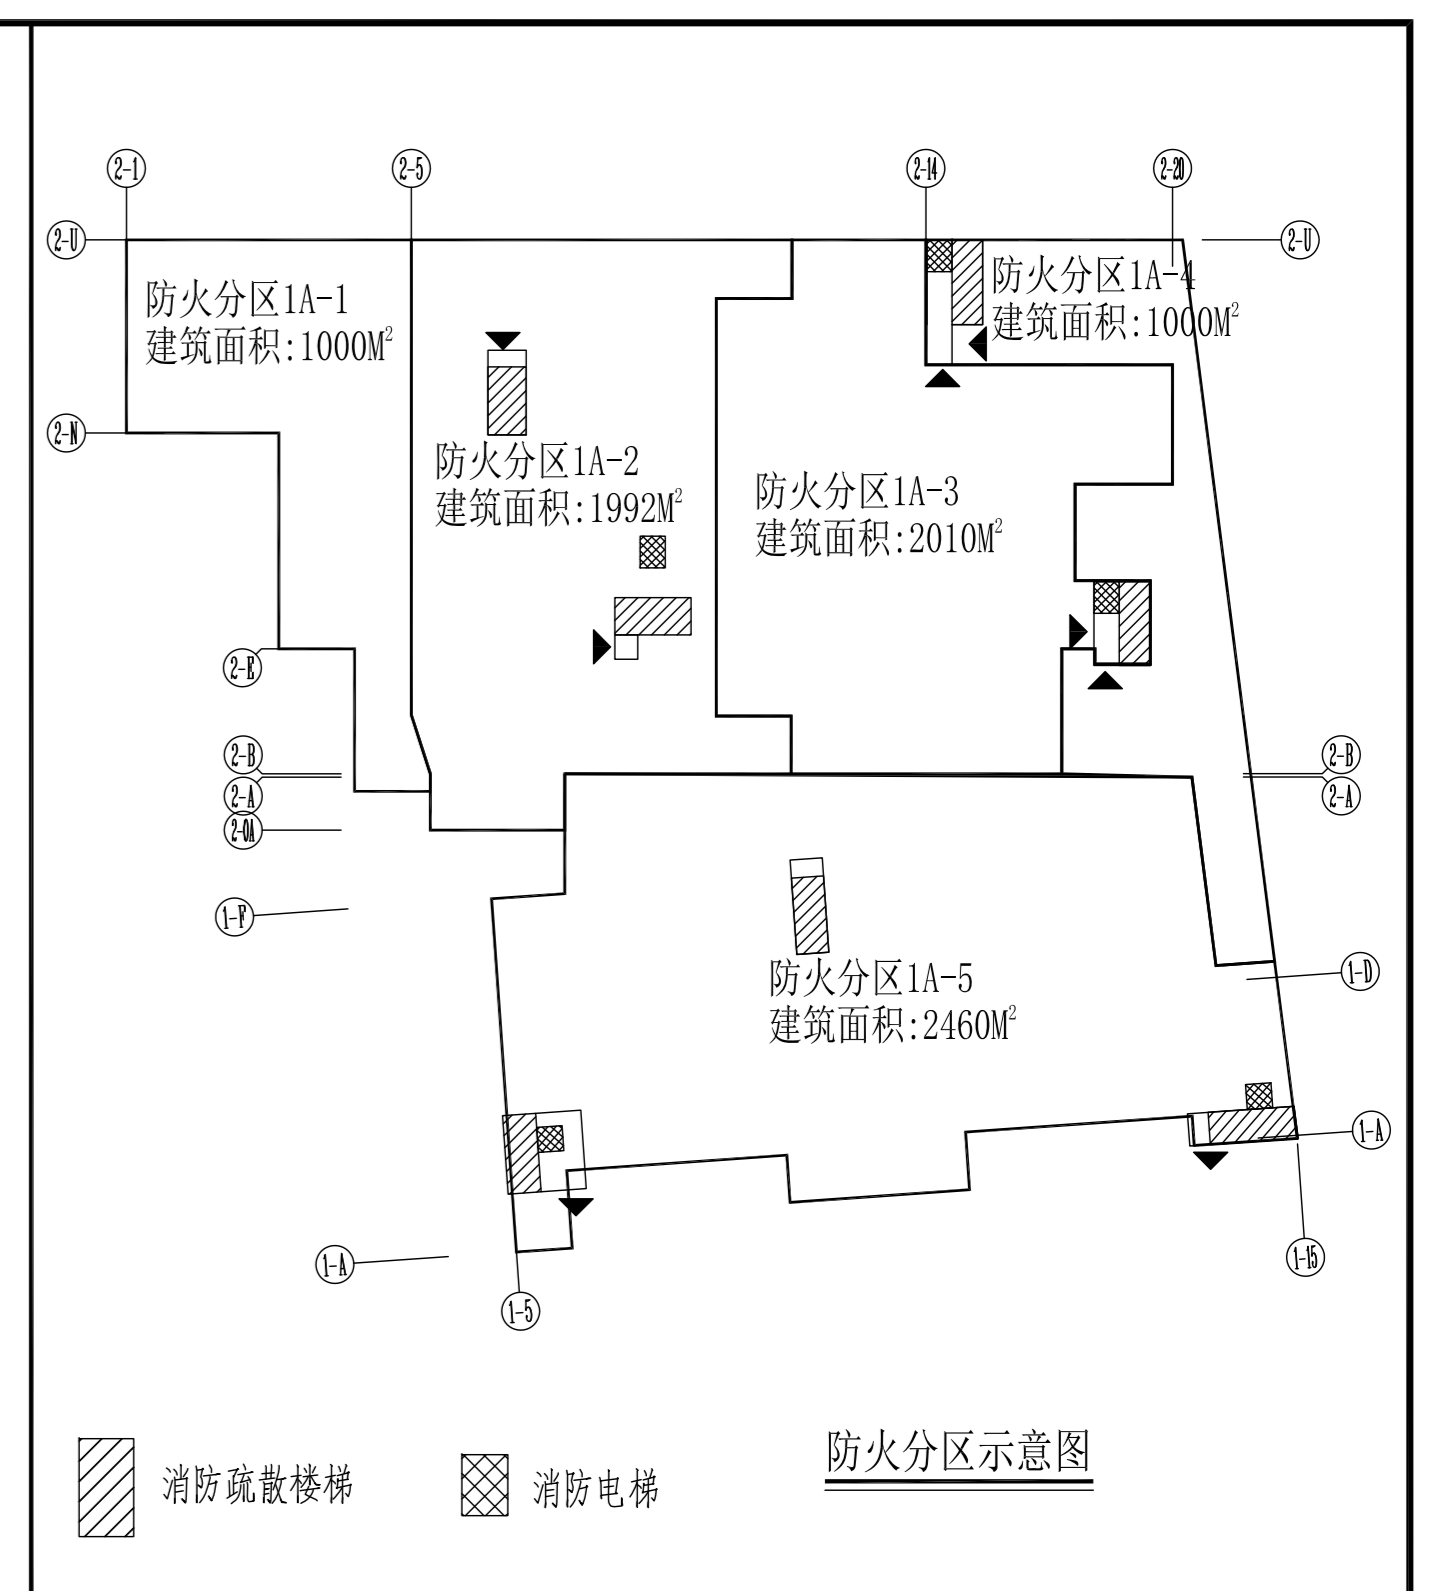 2-1
2-5
2-14
2-20
2-U
2-U
防火分区1A-1
建筑面积:1000M²
防火分区1A-4
建筑面积:1000M²
2-N
防火分区1A-2
建筑面积:1992M²
防火分区1A-3
建筑面积:2010M²
2-E
2-B
2-B
2-A
2-A
2-0A
1-F
防火分区1A-5
建筑面积:2460M²
1-D
1-A
1-A
1-15
1-5
防火分区示意图
消防疏散楼梯
消防电梯